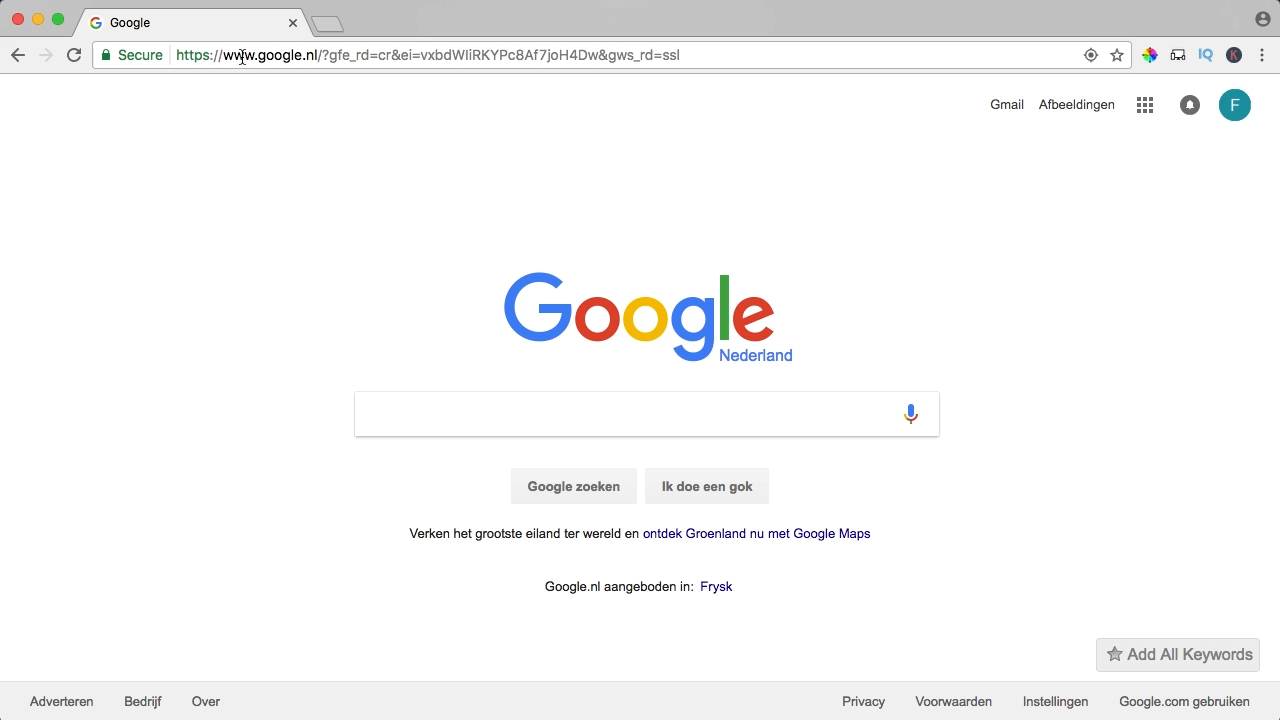 Google
Secure https://www.google.nl/?gfe_rd=cr&ei=vxbdWIiRKYPc8Af7joH4Dw&gws_rd=ssl
IQ
K
Gmail Afbeeldingen
F
Google
Nederland
Google zoeken
Ik doe een gok
Verken het grootste eiland ter wereld en ontdek Groenland nu met Google Maps
Google.nl aangeboden in: Frysk
Add All Keywords
Adverteren Bedrijf Over Privacy Voorwaarden Instellingen Google.com gebruiken